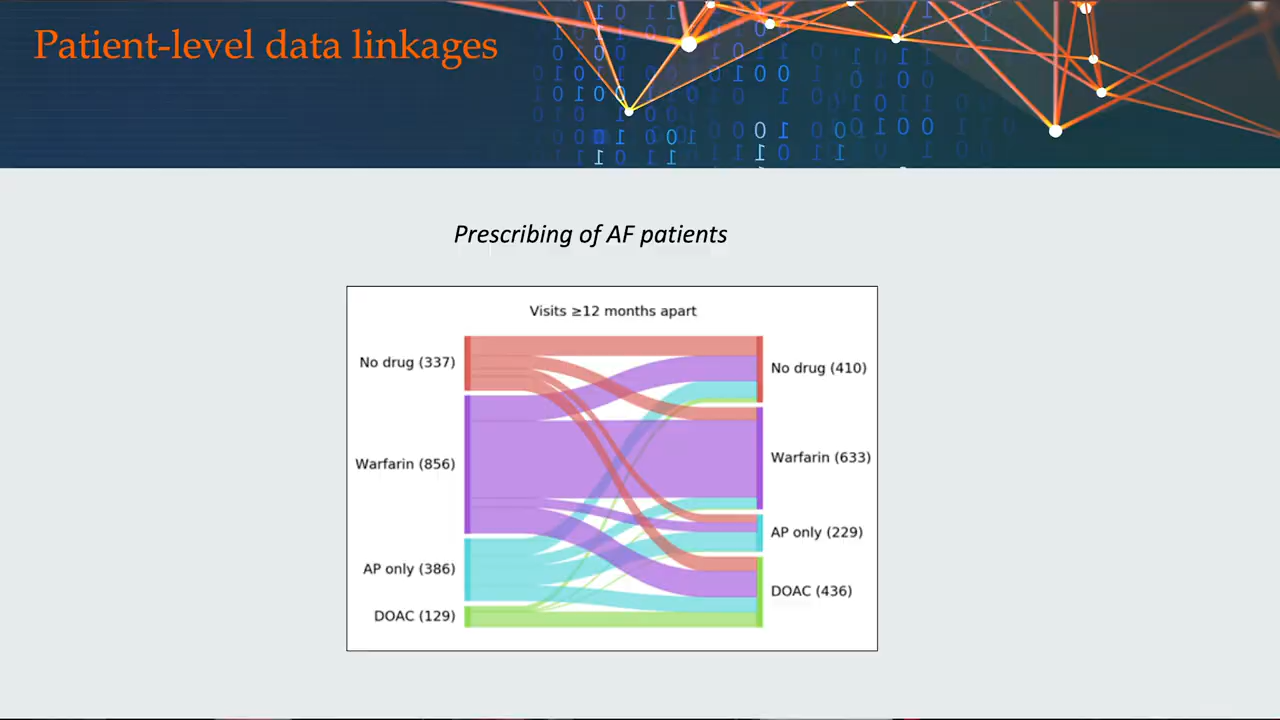 Patient-level data linkages
Prescribing of AF patients
Visits ≥12 months apart
No drug (337)
No drug (410)
Warfarin (856)
Warfarin (633)
AP only (386)
AP only (229)
DOAC (129)
DOAC (436)